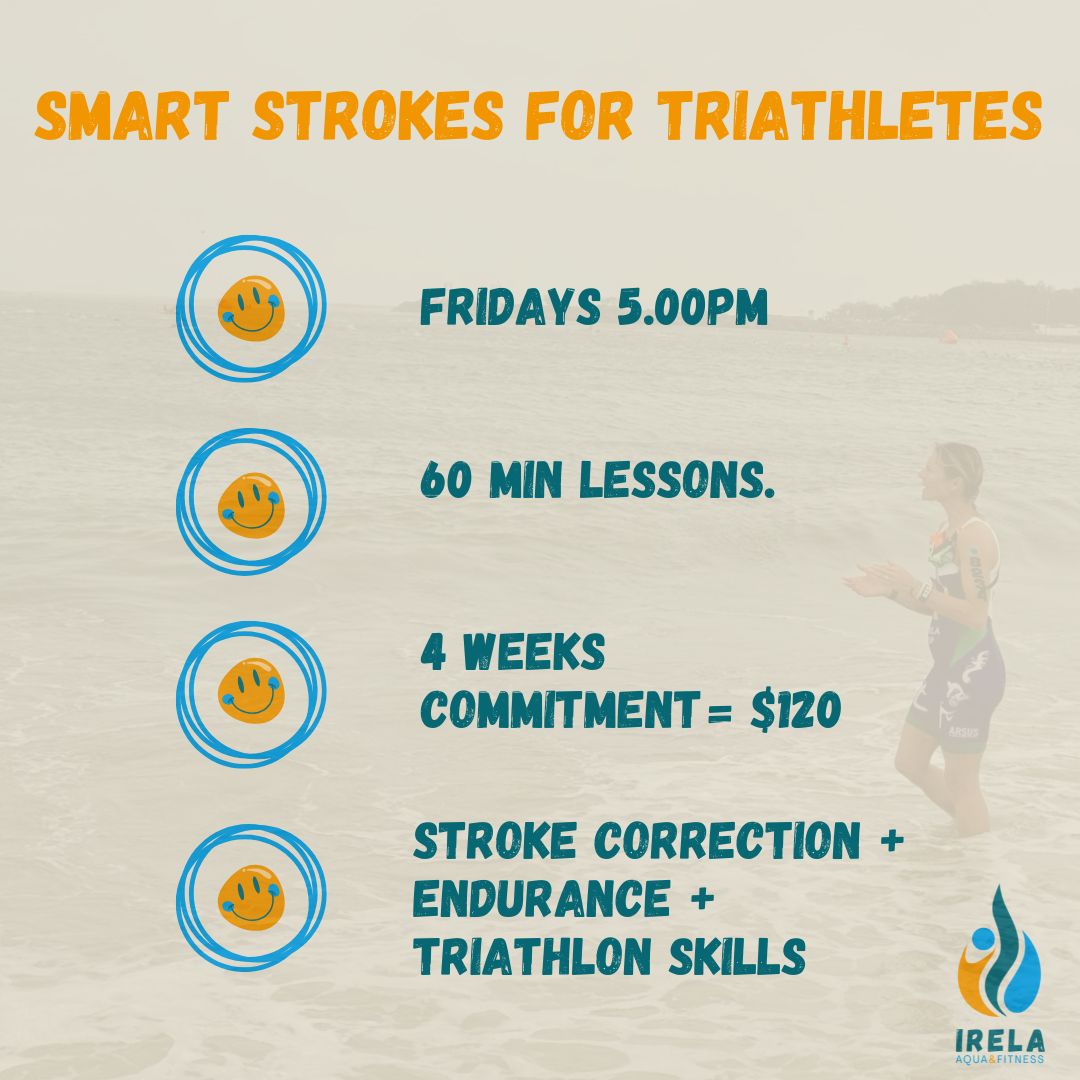 SMART STROKES FOR TRIATHLETES
FRIDAYS 5.00PM
60 MIN LESSONS.
4 WEEKS
COMMITMENT = $120
STROKE CORRECTION +
ENDURANCE +
TRIATHLON SKILLS
ARSUS
IRELA
AQUA&FITNESS